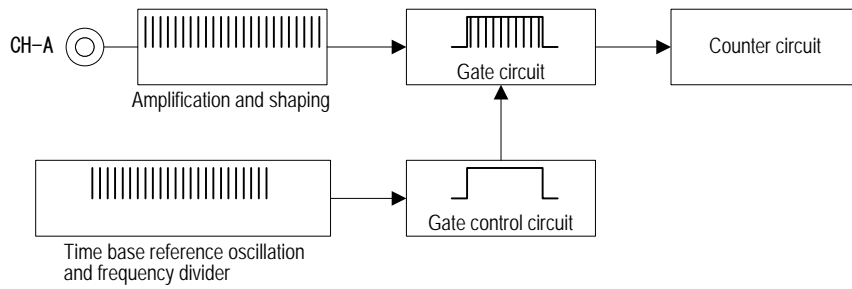 CH-A
Amplification and shaping
Gate circuit
Counter circuit
Time base reference oscillation
and frequency divider
Gate control circuit